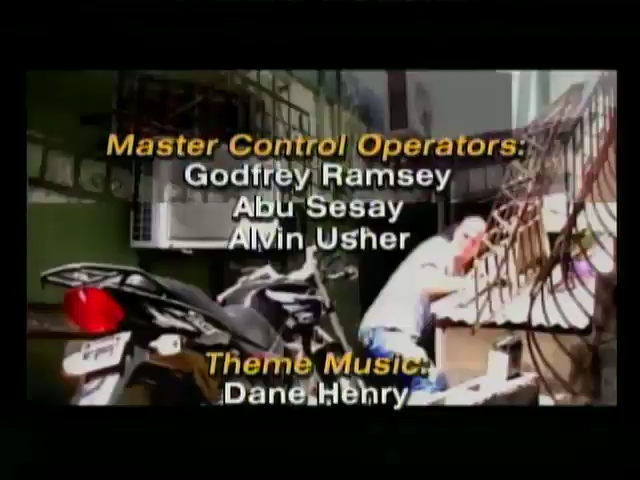 Master Control Operators:
Godfrey Ramsey
Abu Sesay
Alvin Usher
Theme Music:
Dane Henry